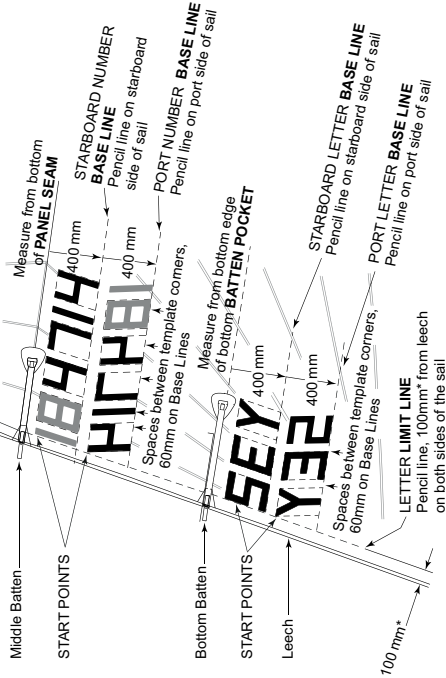 Middle Batten
START POINTS
Measure from bottom
of PANEL SEAM
184714
400 mm
STARBOARD NUMBER
BASE LINE
Pencil line on starboard
side of sail
400 mm
PORT NUMBER BASE LINE
Pencil line on port side of sail
Spaces between template corners,
60mm on Base Lines
Bottom Batten
START POINTS
Leech
Measure from bottom edge
of bottom BATTEN POCKET
SEY
400 mm
STARBOARD LETTER BASE LINE
Pencil line on starboard side of sail
SEY
400 mm
PORT LETTER BASE LINE
Pencil line on port side of sail
Spaces between template corners,
60mm on Base Lines
LETTER LIMIT LINE
Pencil line, 100mm* from leech
on both sides of the sail
100 mm*